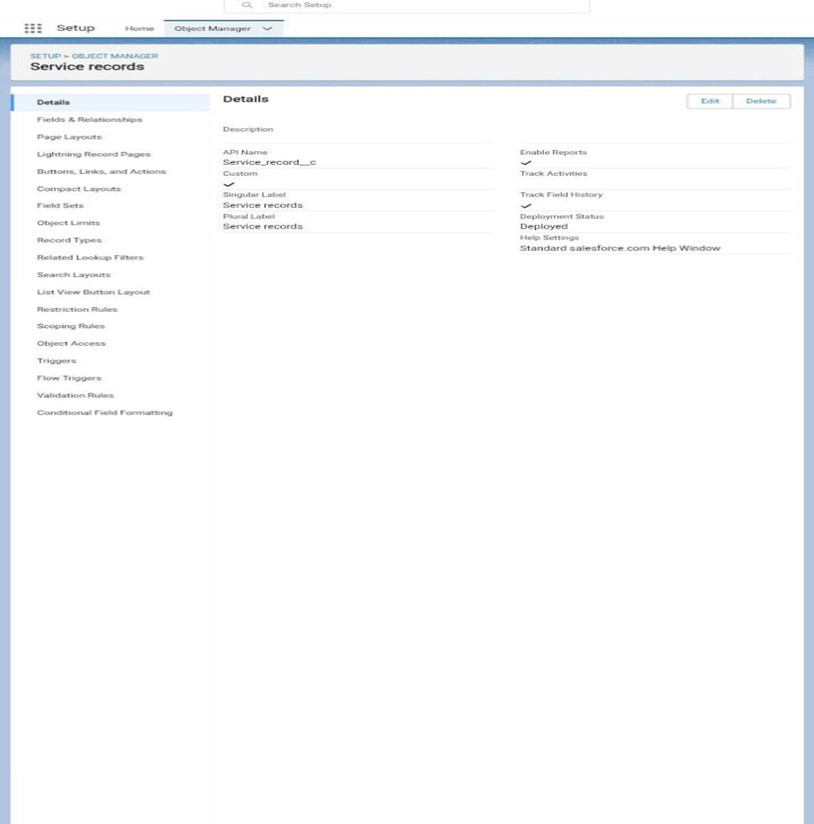 Search Setup
Setup
Home
Object Manager
SETUP > OBJECT MANAGER
Service records
Details
Fields & Relationships
Page Layouts
Lightning Record Pages
Buttons, Links, and Actions
Compact Layouts
Field Sets
Object Limits
Record Types
Related Lookup Filters
Search Layouts
List View Button Layout
Restriction Rules
Scoping Rules
Object Access
Triggers
Flow Triggers
Validation Rules
Conditional Field Formatting
Details
Edit
Delete
Description
API Name
Service_record__c
Custom
Singular Label
Service records
Plural Label
Service records
Enable Reports
Track Activities
Track Field History
Deployment Status
Deployed
Help Settings
Standard salesforce.com Help Window